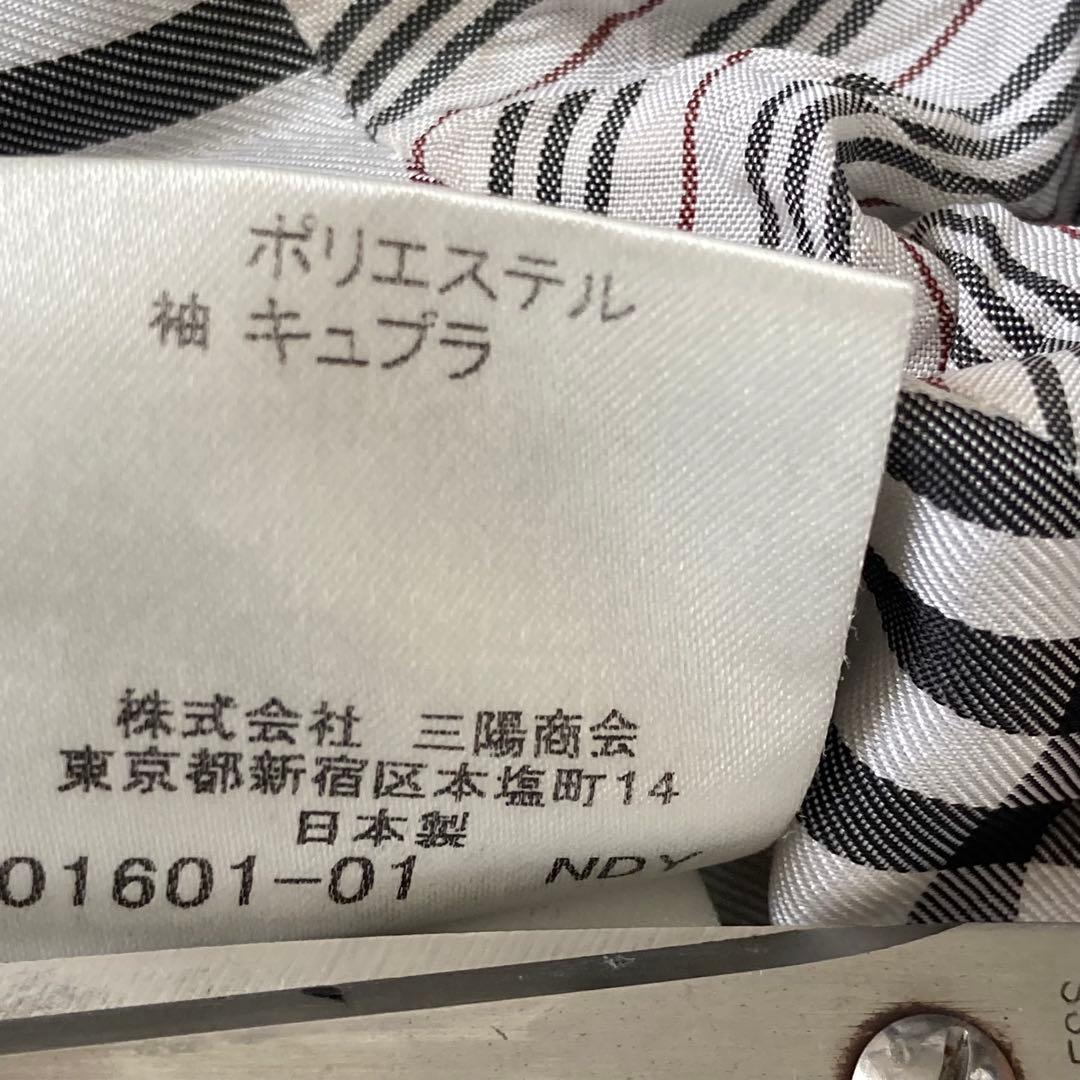 ポリエステル
袖 キュプラ
株式会社 三陽商会
東京都新宿区本塩町14
日本製
01601-01 NDY